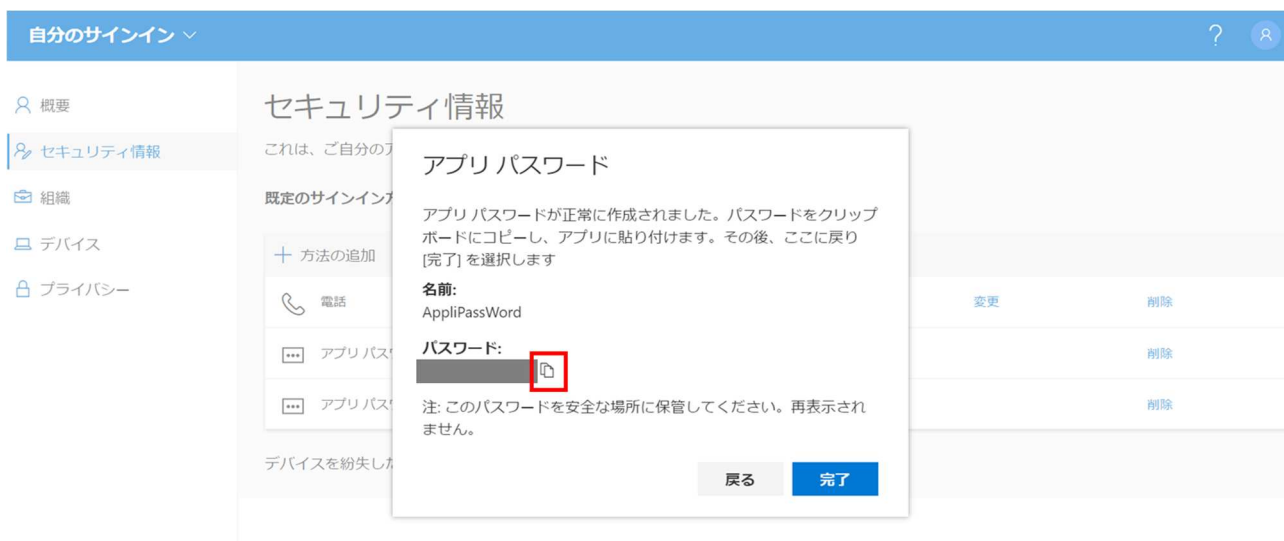 自分のサインイン
?
概要
セキュリティ情報
組織
デバイス
プライバシー
セキュリティ情報
これは、ご自分の
既定のサインイン
+ 方法の追加
電話
変更
削除
アプリ パス
削除
アプリ パス
削除
デバイスを紛失し
アプリ パスワード
アプリ パスワードが正常に作成されました。パスワードをクリップ
ボードにコピーし、アプリに貼り付けます。その後、ここに戻り
[完了] を選択します
名前:
AppliPassWord
パスワード:
注: このパスワードを安全な場所に保管してください。再表示され
ません。
戻る
完了